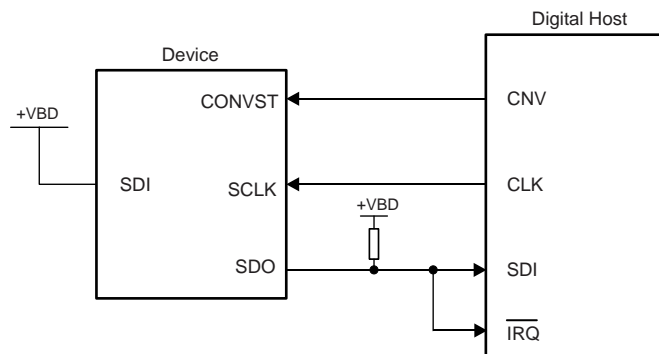 Digital Host
Device
CONVST
CNV
+VBD
SDI
SCLK
CLK
+VBD
SDO
SDI
IRQ